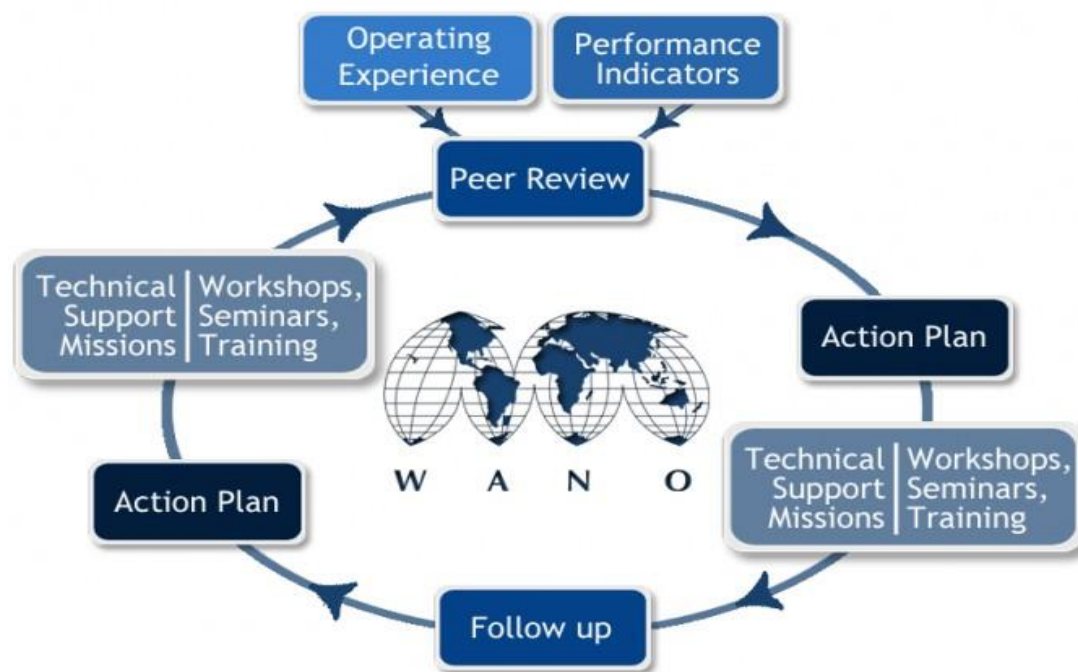 Operating
Experience
Performance
Indicators
Peer Review
Technical
Support
Missions
Workshops,
Seminars,
Training
Action Plan
Technical
Support
Missions
Workshops,
Seminars,
Training
W A N O
Action Plan
Follow up